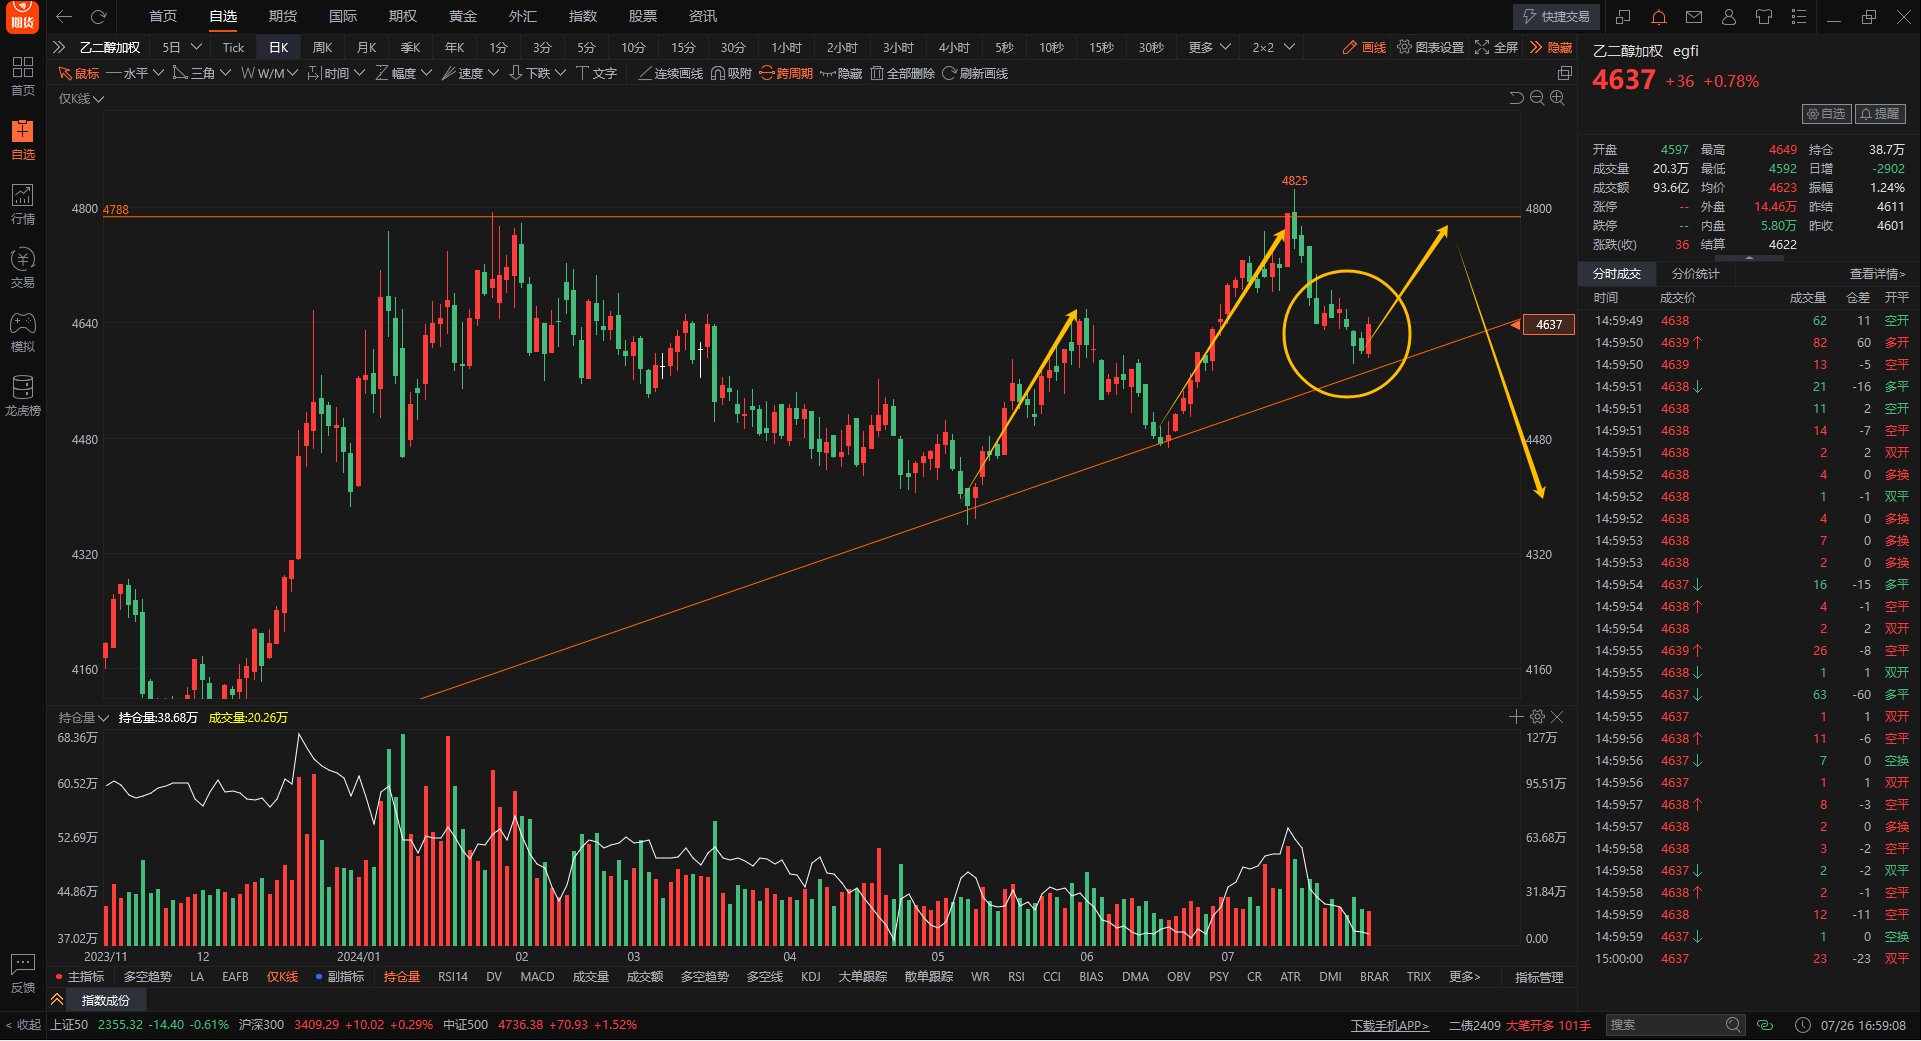 期货
首页 自选 期货 国际 期权 黄金 外汇 指数 股票 资讯 快捷交易
乙二醇加权 5日 Tick 日K 周K 月K 季K 年K 1分 3分 5分 10分 15分 30分 1小时 2小时 3小时 4小时 5秒 10秒 15秒 30秒 更多 2×2 画线 图表设置 全屏 隐藏
鼠标 水平 三角 W/M 时间 幅度 速度 下跌 文字 连续画线 吸附 跨周期 隐藏 全部删除 刷新画线
首页
自选
行情
交易
模拟
龙虎榜
反馈
< 收起
仅K线
4825
4800 4788 4800
4640 4637
4480 4480
4320 4320
4160 4160
持仓量 持仓量:38.68万 成交量:20.26万
68.36万 127万
60.52万 95.51万
52.69万 63.68万
44.86万 31.84万
37.02万 0.00
2023/11 12 2024/01 02 03 04 05 06 07
主指标 多空趋势 LA EAFB 仅K线 副指标 持仓量 RSI14 DV MACD 成交量 成交额 多空趋势 多空线 KDJ 大单跟踪 散单跟踪 WR RSI CCI BIAS DMA OBV PSY CR ATR DMI BRAR TRIX 更多> 指标管理
指数成份
乙二醇加权 egfi
4637 +36 +0.78%
自选 提醒
开盘 4597 最高 4649 持仓 38.7万
成交量 20.3万 最低 4592 日增 -2902
成交额 93.6亿 均价 4623 振幅 1.24%
涨停 -- 外盘 14.46万 昨结 4611
跌停 -- 内盘 5.80万 昨收 4601
涨跌(收) 36 结算 4622
分时成交 分价统计 查看详情>
时间 成交价 成交量 仓差 开平
14:59:49 4638 62 11 空开
14:59:50 4639↑ 82 60 多开
14:59:50 4639 13 -5 空平
14:59:51 4638↓ 21 -16 多平
14:59:51 4638 11 2 空开
14:59:51 4638 14 -7 空平
14:59:51 4638 2 2 双开
14:59:52 4638 4 0 多换
14:59:52 4638 1 -1 双平
14:59:52 4638 4 0 多换
14:59:53 4638 7 0 多换
14:59:53 4638 2 0 多换
14:59:54 4637↓ 16 -15 多平
14:59:54 4638↑ 4 -1 空平
14:59:54 4638 2 2 双开
14:59:55 4639↑ 26 -8 空平
14:59:55 4638↓ 1 1 双开
14:59:55 4637↓ 63 -60 多平
14:59:55 4637 1 1 双开
14:59:56 4638↑ 11 -6 空平
14:59:56 4637↓ 7 0 空换
14:59:56 4637 1 1 双开
14:59:57 4638↑ 8 -3 空平
14:59:57 4638 2 0 多换
14:59:58 4638 3 -2 空平
14:59:58 4637↓ 2 -2 双平
14:59:58 4638↑ 2 -1 空平
14:59:59 4638 12 -11 空平
14:59:59 4637↓ 1 0 空换
15:00:00 4637 23 -23 双平
上证50 2355.32 -14.40 -0.61% 沪深300 3409.29 +10.02 +0.29% 中证500 4736.38 +70.93 +1.52% 下载手机APP> 二债2409 大笔开多 101手 搜索 07/26 16:59:08